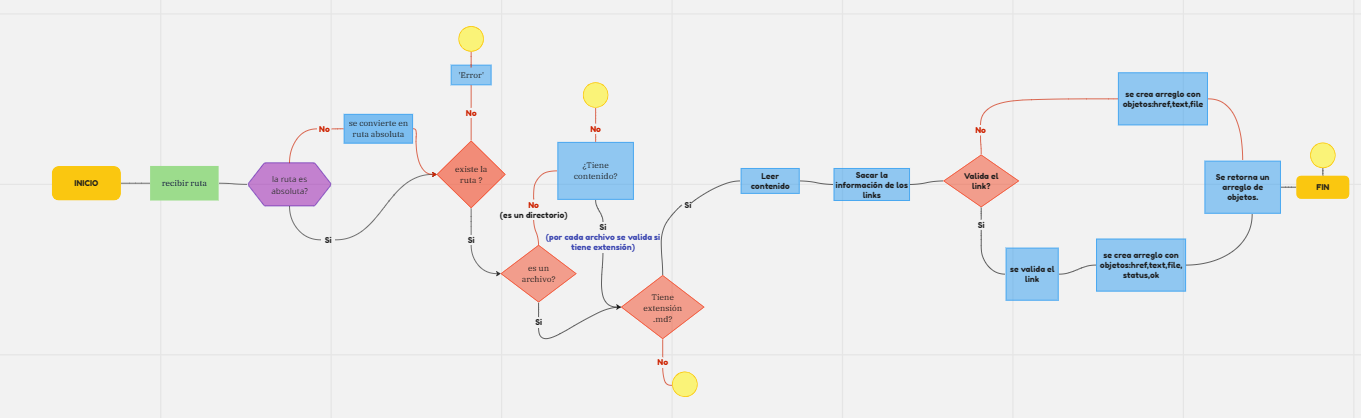 INICIO
recibir ruta
la ruta es
absoluta?
No
se convierte en
ruta absoluta
Si
'Error'
No
existe la
ruta ?
Si
No
¿Tiene
contenido?
No
(es un directorio)
Si
(por cada archivo se valida si
tiene extensión)
es un
archivo?
Si
Tiene
extensión
.md?
No
Si
Leer
contenido
Sacar la
información de los
links
Valida el
link?
No
se crea arreglo con
objetos:href,text,file
Si
se valida el
link
se crea arreglo con
objetos:href,text,file,
status,ok
Se retorna un
arreglo de
objetos.
FIN